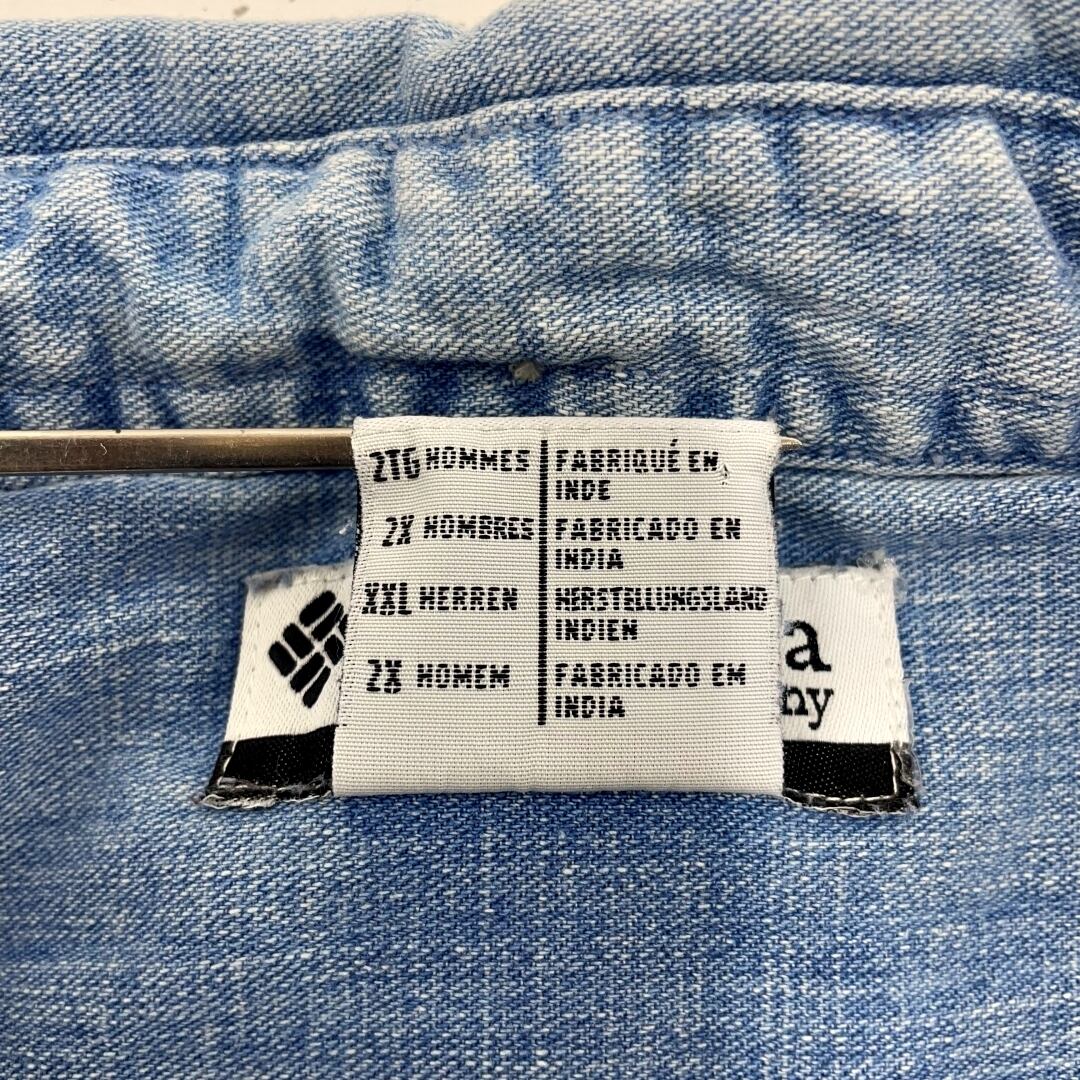 2TG HOMMES FABRIQUÉ EN
INDE
2X HOMBRES FABRICADO EN
INDIA
XXL HERREN HERSTELLUNGSLAND
INDIEN
2X HOMEM FABRICADO EM
INDIA
a
ny